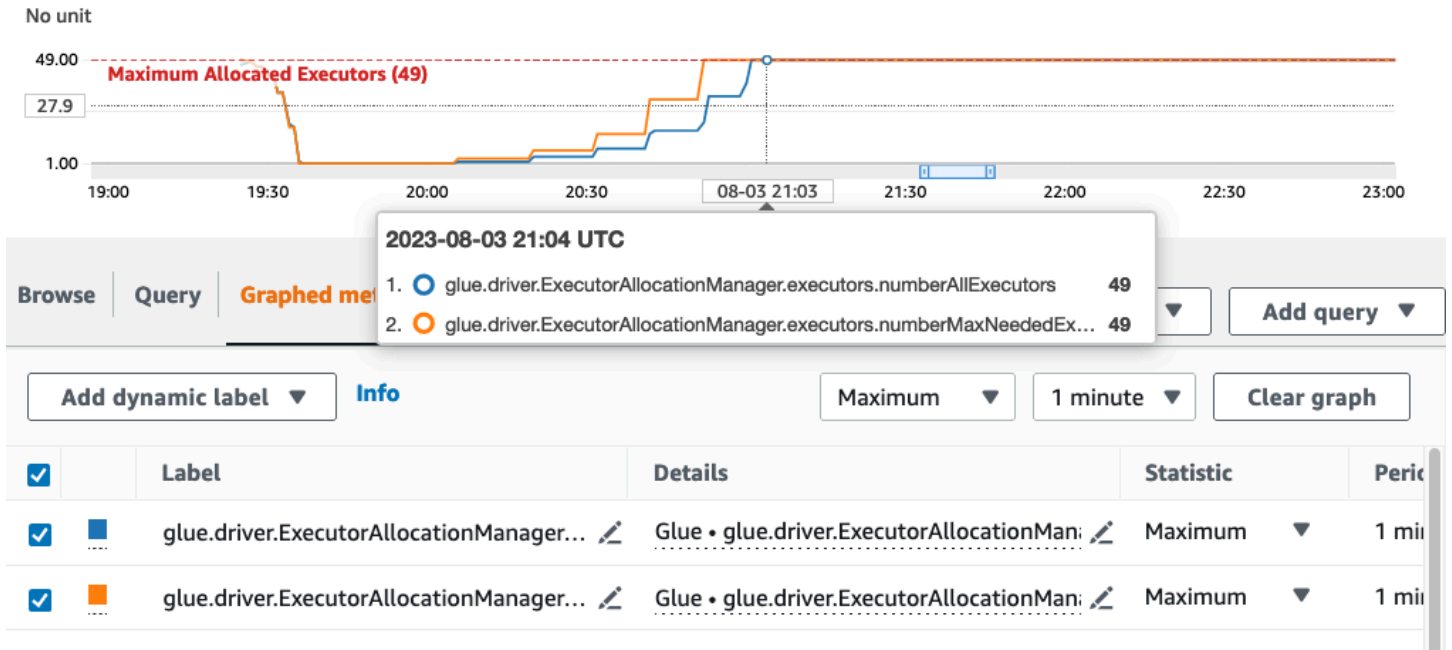 No unit
49.00
Maximum Allocated Executors (49)
27.9
1.00
19:00 19:30 20:00 20:30 08-03 21:03 21:30 22:00 22:30 23:00
2023-08-03 21:04 UTC
1. glue.driver.ExecutorAllocationManager.executors.numberAllExecutors 49
2. glue.driver.ExecutorAllocationManager.executors.numberMaxNeededEx... 49
Browse Query Graphed met Add query
Add dynamic label Info Maximum 1 minute Clear graph
Label Details Statistic Peric
glue.driver.ExecutorAllocationManager... Glue • glue.driver.ExecutorAllocationMana Maximum 1 min
glue.driver.ExecutorAllocationManager... Glue • glue.driver.ExecutorAllocationMana Maximum 1 min